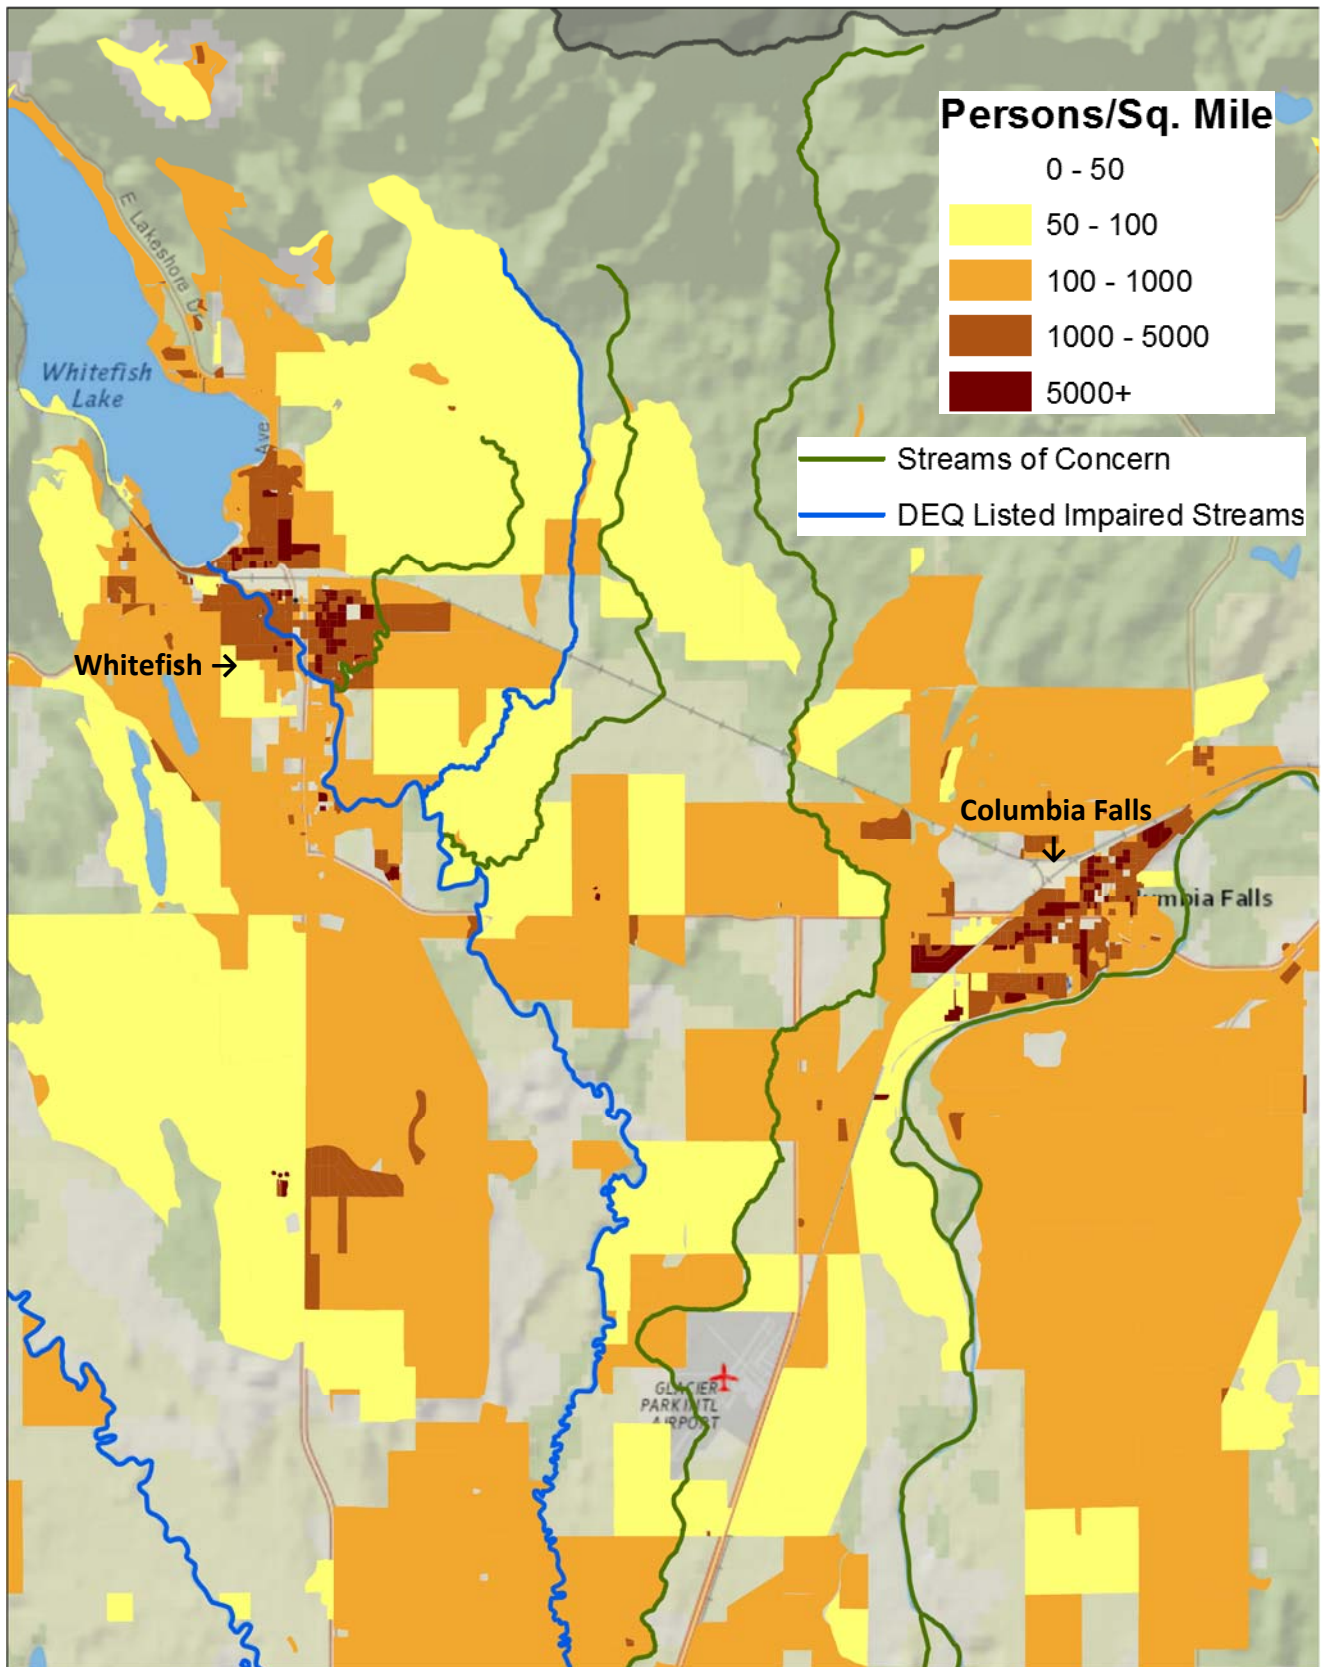 Persons/Sq. Mile
0 - 50
50 - 100
100 - 1000
1000 - 5000
5000+
Streams of Concern
DEQ Listed Impaired Streams
E Lakeshore Dr
Whitefish
Lake
Ave
Whitefish →
Columbia Falls
↓
umbia Falls
GLACIER
PARK INTL
AIRPORT